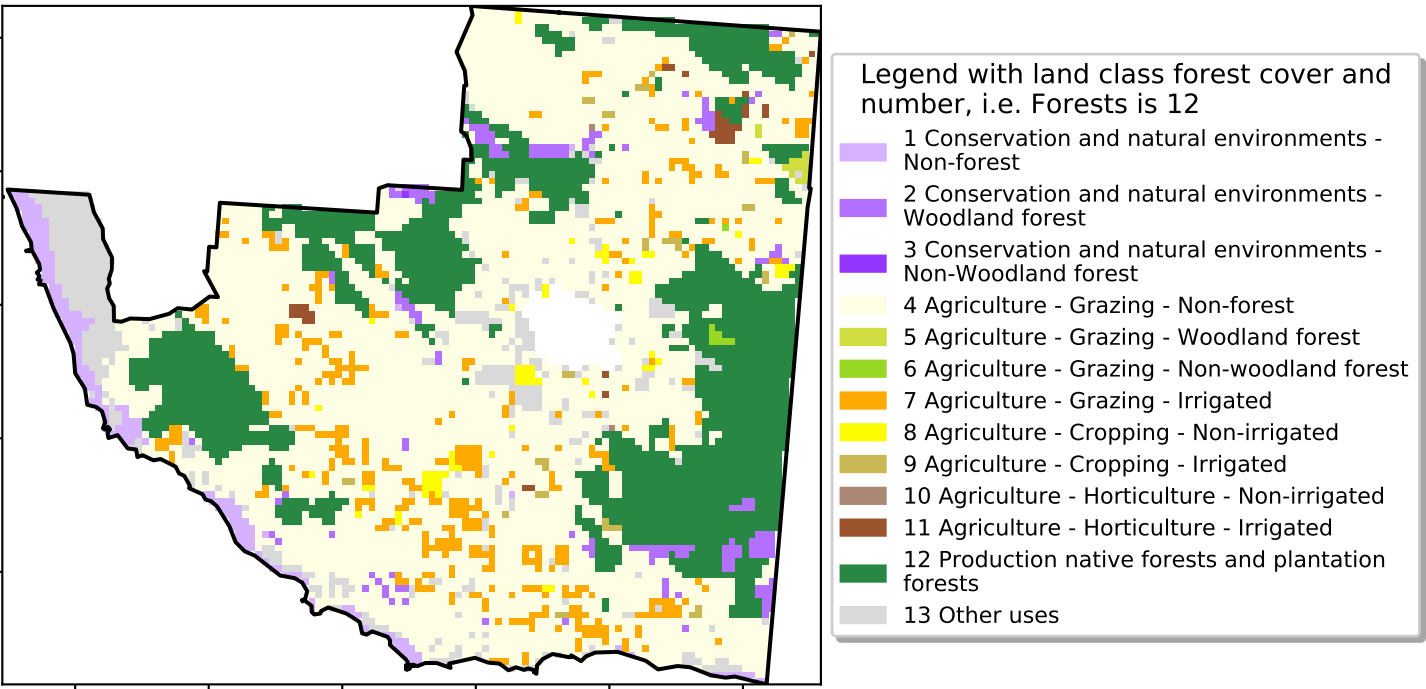 Legend with land class forest cover and
number, i.e. Forests is 12
1 Conservation and natural environments -
Non-forest
2 Conservation and natural environments -
Woodland forest
3 Conservation and natural environments -
Non-Woodland forest
4 Agriculture - Grazing - Non-forest
5 Agriculture - Grazing - Woodland forest
6 Agriculture - Grazing - Non-woodland forest
7 Agriculture - Grazing - Irrigated
8 Agriculture - Cropping - Non-irrigated
9 Agriculture - Cropping - Irrigated
10 Agriculture - Horticulture - Non-irrigated
11 Agriculture - Horticulture - Irrigated
12 Production native forests and plantation
forests
13 Other uses